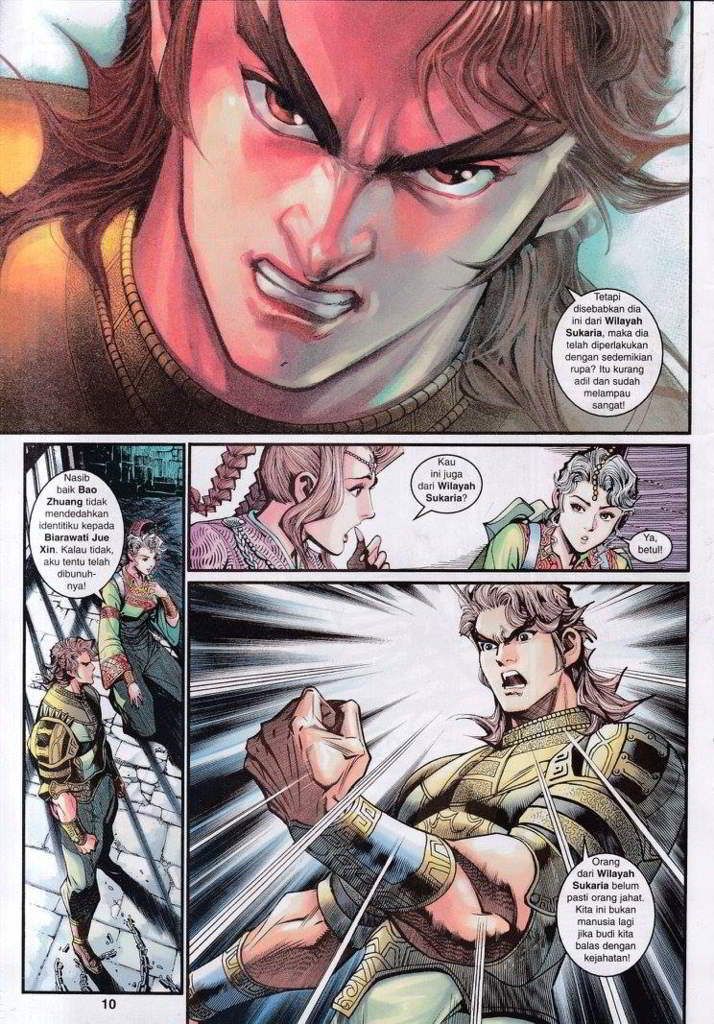 Tetapi
disebabkan dia
ini dari Wilayah
Sukaria, maka dia
telah diperlakukan
dengan sedemikian
rupa? Itu kurang
adil dan sudah
melampau
sangat!
Nasib
baik Bao
Zhuang tidak
mendedahkan
identitiku kepada
Biarawati Jue
Xin. Kalau tidak,
aku tentu telah
dibunuh-
nya!
Kau
ini juga
dari Wilayah
Sukaria?
Ya,
betul!
Orang
dari Wilayah
Sukaria belum
pasti orang jahat.
Kita ini bukan
manusia lagi
jika budi kita
balas dengan
kejahatan!
10